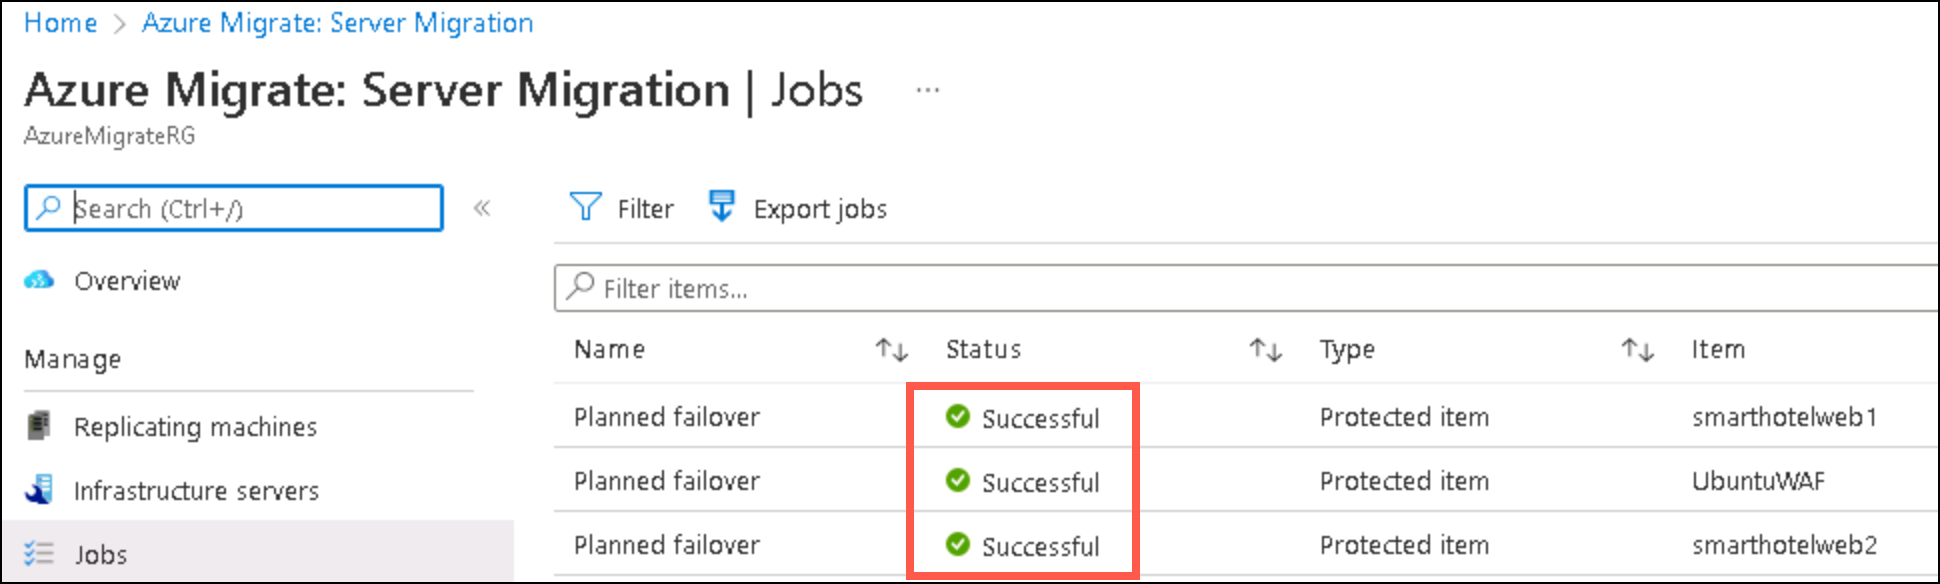 Home > Azure Migrate: Server Migration
Azure Migrate: Server Migration | Jobs ...
AzureMigrateRG
Search (Ctrl+/) «
Overview
Manage
Replicating machines
Infrastructure servers
Jobs
Filter Export jobs
Filter items...
Name ↑↓ Status ↑↓ Type ↑↓ Item
Planned failover Successful Protected item smarthotelweb1
Planned failover Successful Protected item UbuntuWAF
Planned failover Successful Protected item smarthotelweb2